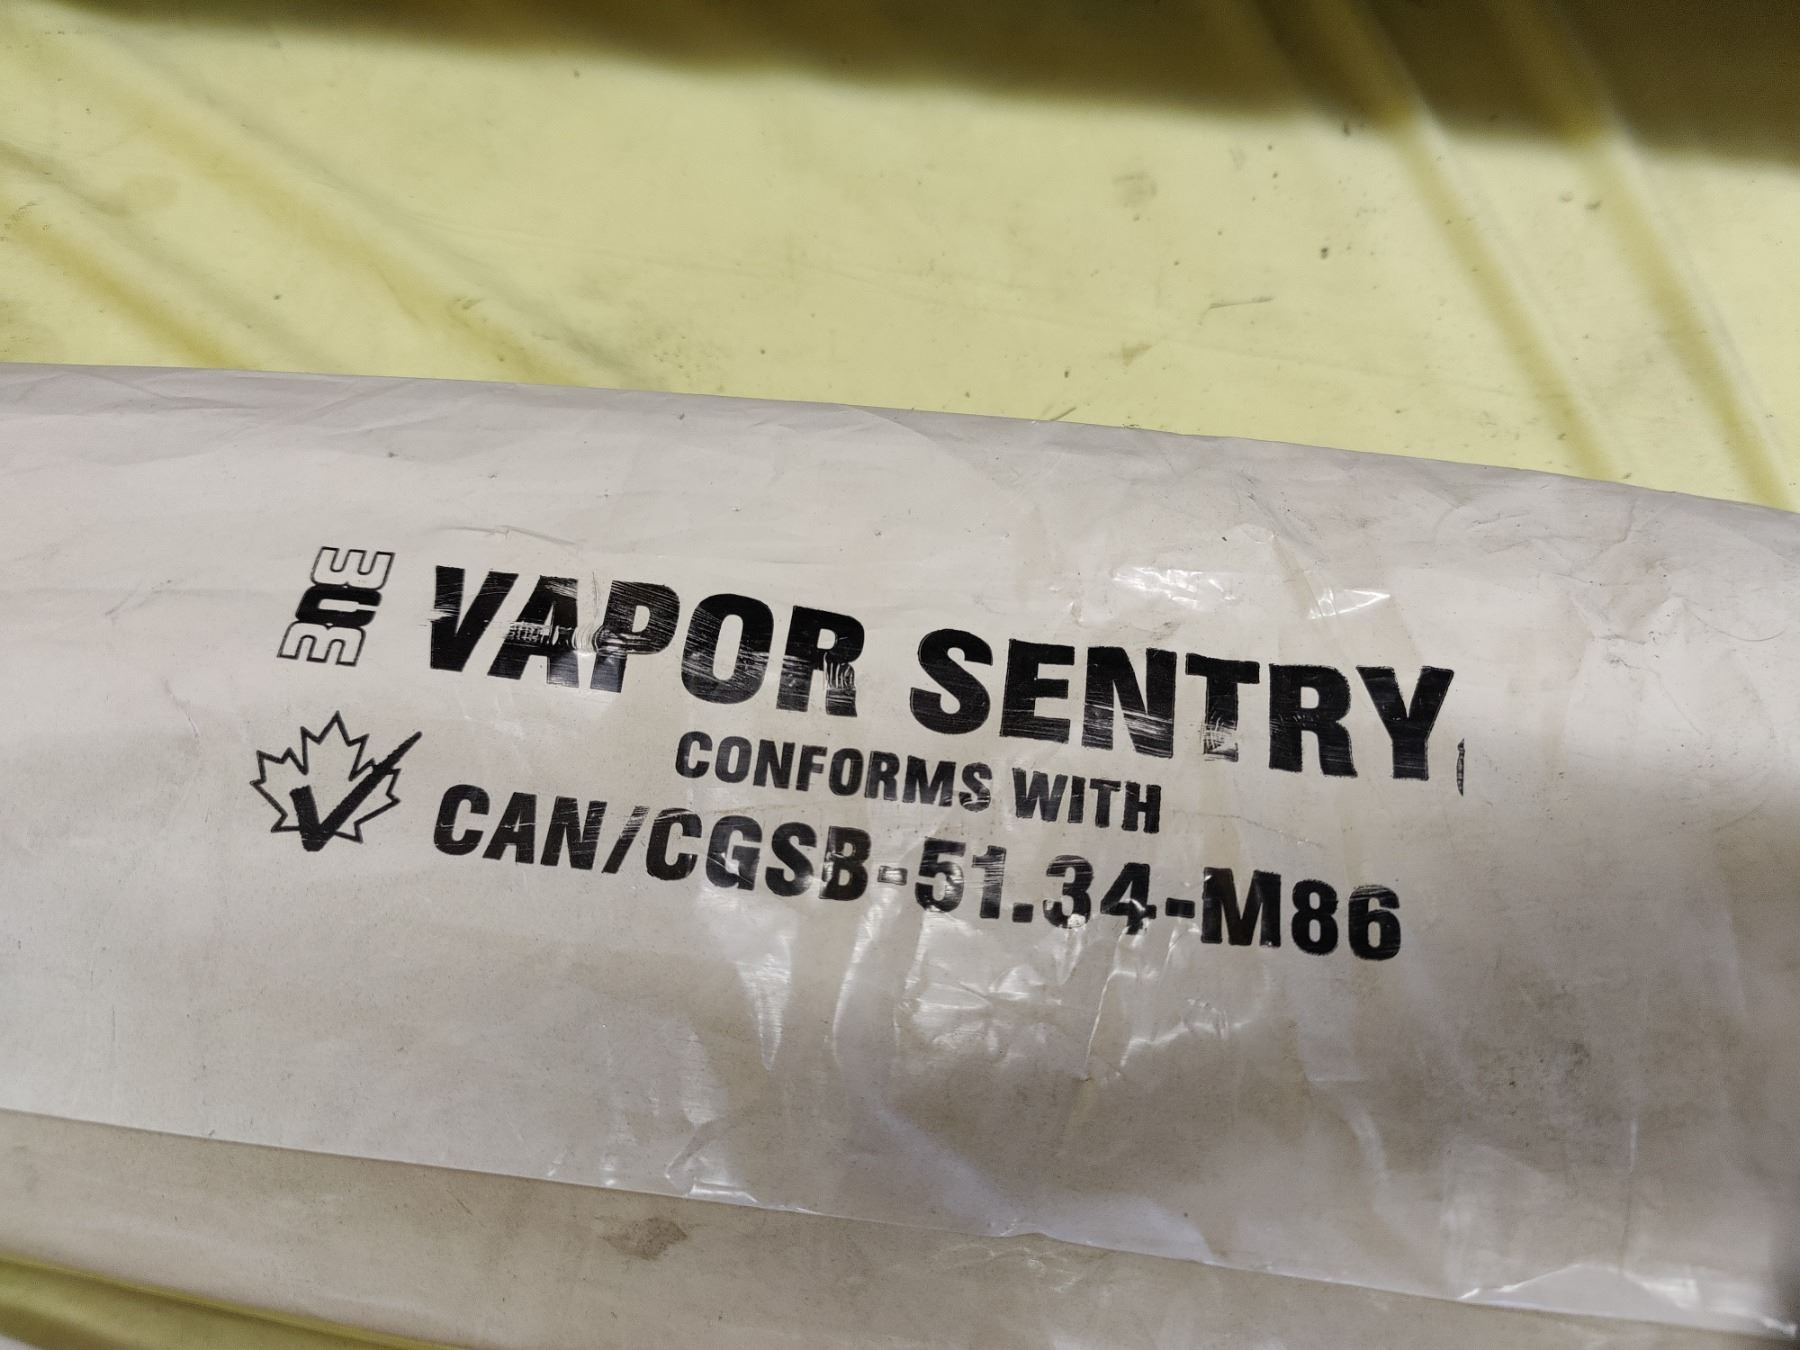 VAPOR SENTRY
CONFORMS WITH
CAN/CGSB-51.34-M86